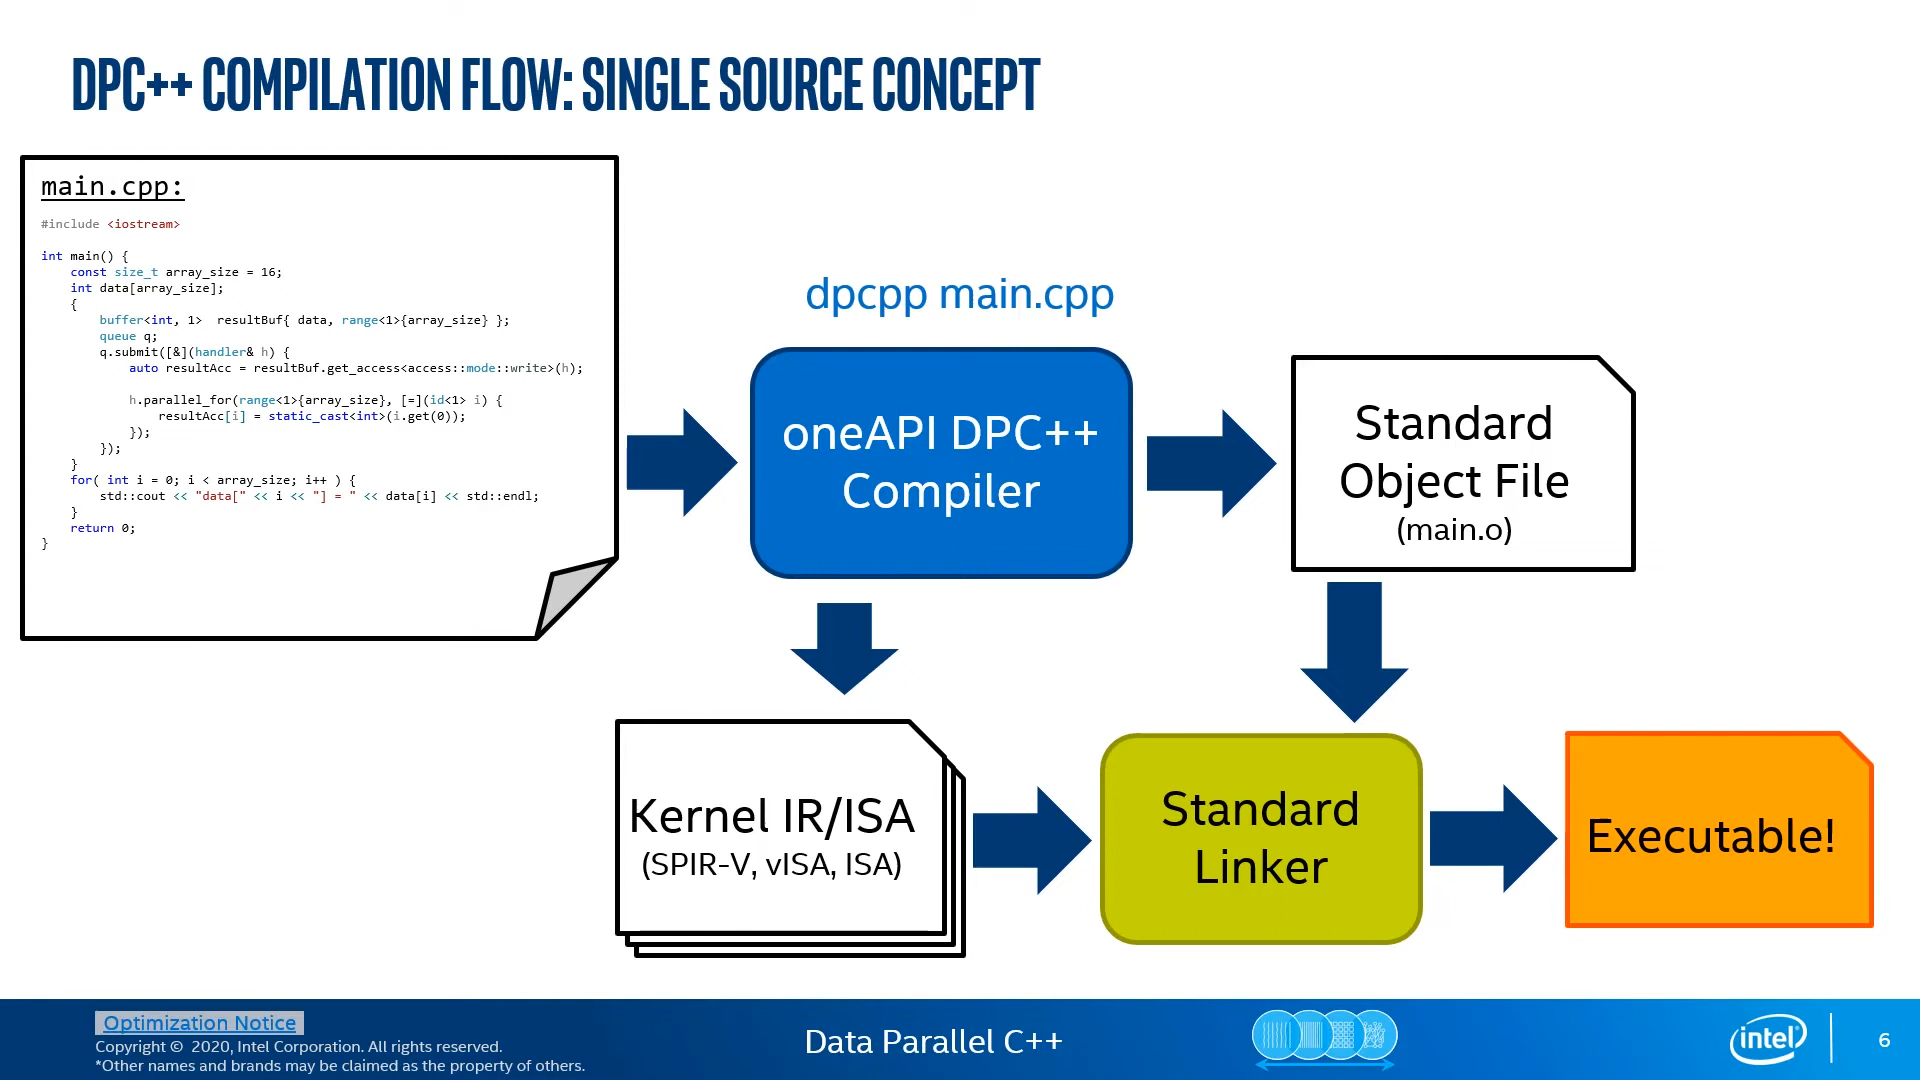 DPC++ COMPILATION FLOW: SINGLE SOURCE CONCEPT
main.cpp:
#include <iostream>
int main() {
    const size_t array_size = 16;
    int data[array_size];
    {
        buffer<int, 1>  resultBuf{ data, range<1>{array_size} };
        queue q;
        q.submit([&](handler& h) {
            auto resultAcc = resultBuf.get_access<access::mode::write>(h);
            h.parallel_for(range<1>{array_size}, [=](id<1> i) {
                resultAcc[i] = static_cast<int>(i.get(0));
            });
        });
    }
    for( int i = 0; i < array_size; i++ ) {
        std::cout << "data[" << i << "] = " << data[i] << std::endl;
    }
    return 0;
}
dpcpp main.cpp
oneAPI DPC++
Compiler
Standard
Object File
(main.o)
Kernel IR/ISA
(SPIR-V, vISA, ISA)
Standard
Linker
Executable!
Optimization Notice
Copyright © 2020, Intel Corporation. All rights reserved.
*Other names and brands may be claimed as the property of others.
Data Parallel C++
intel
6